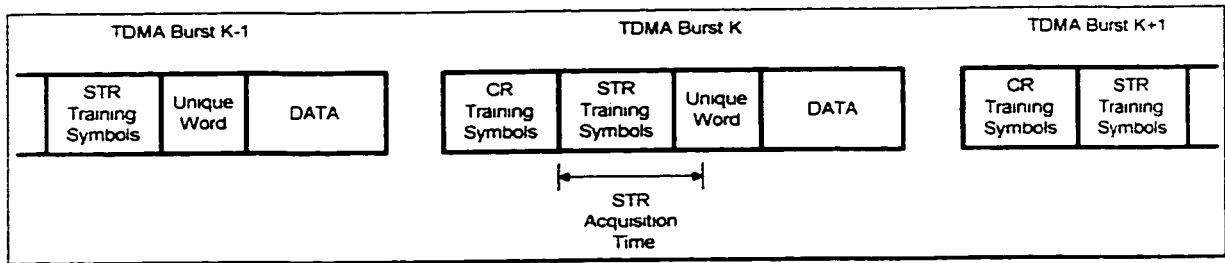 TDMA Burst K-1
TDMA Burst K
TDMA Burst K+1
STR
Training
Symbols
Unique
Word
DATA
CR
Training
Symbols
STR
Training
Symbols
Unique
Word
DATA
CR
Training
Symbols
STR
Training
Symbols
STR
Acquisition
Time